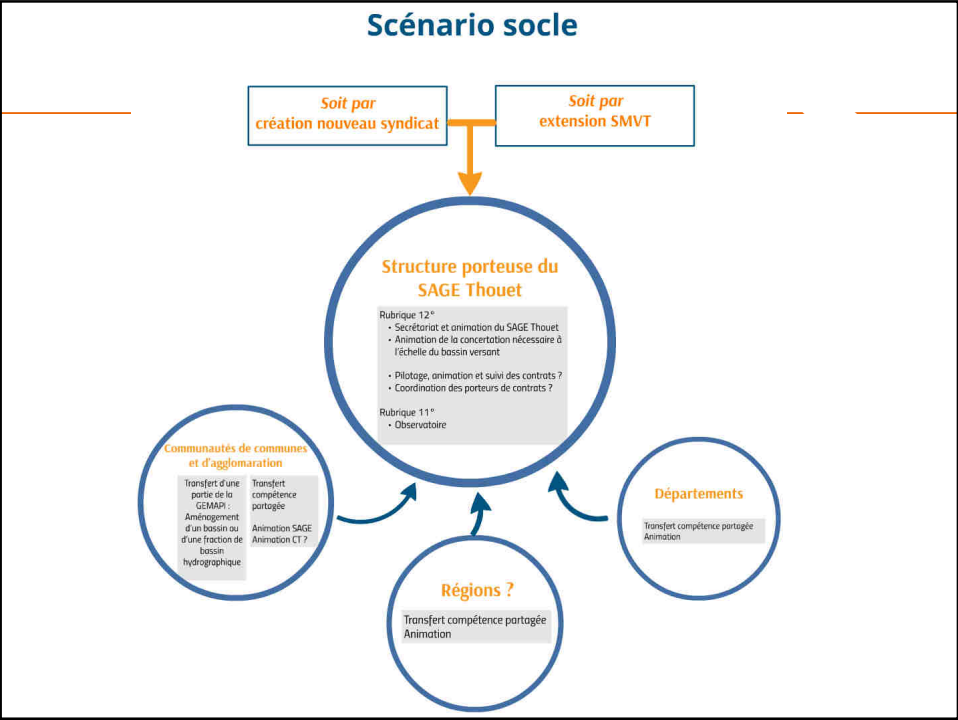 Scénario socle
Soit par
création nouveau syndicat
Soit par
extension SMVT
Structure porteuse du
SAGE Thouet
Rubrique 12°
• Secrétariat et animation du SAGE Thouet
• Animation de la concertation nécessaire à
l'échelle du bassin versant
• Pilotage, animation et suivi des contrats ?
• Coordination des porteurs de contrats ?
Rubrique 11°
• Observatoire
Communautés de communes
et d'agglomaration
Transfert d'une
partie de la
GEMAPI :
Aménagement
d'un bassin ou
d'une fraction de
bassin
hydrographique
Transfert
compétence
partagée
Animation SAGE
Animation CT ?
Régions ?
Transfert compétence partagée
Animation
Départements
Transfert compétence partagée
Animation